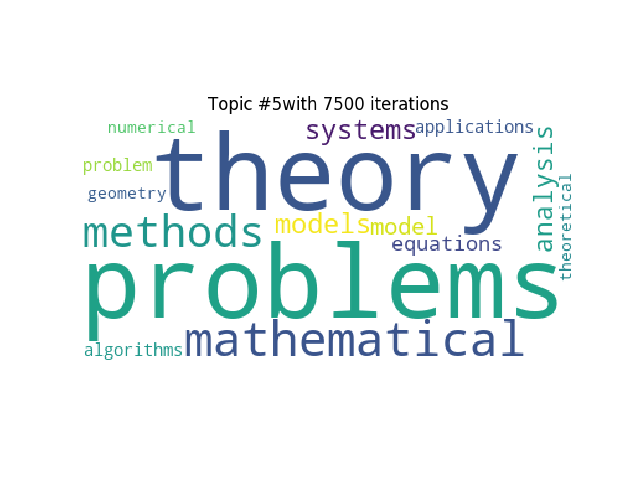 Topic #5with 7500 iterations
numerical
systems
applications
theory
problem
geometry
analysis
theoretical
methods
models
model
equations
problems
mathematical
algorithms